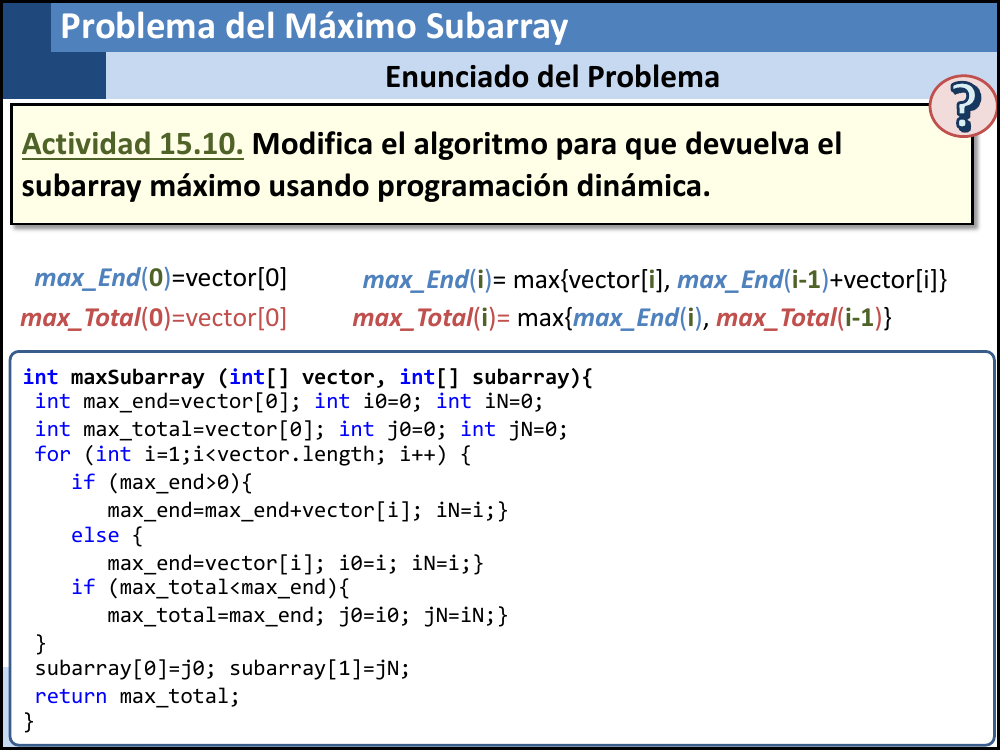 Problema del Máximo Subarray
Enunciado del Problema
?
Actividad 15.10. Modifica el algoritmo para que devuelva el
subarray máximo usando programación dinámica.
max_End(0)=vector[0]
max_End(i)= max{vector[i], max_End(i-1)+vector[i]}
max_Total(0)=vector[0]
max_Total(i)= max{max_End(i), max_Total(i-1)}
int maxSubarray (int[] vector, int[] subarray){
int max_end=vector[0]; int i0=0; int iN=0;
int max_total=vector[0]; int j0=0; int jN=0;
for (int i=1;i<vector.length; i++) {
if (max_end>0){
max_end=max_end+vector[i]; iN=i;}
else {
max_end=vector[i]; i0=i; iN=i;}
if (max_total<max_end){
max_total=max_end; j0=i0; jN=iN;}
}
subarray[0]=j0; subarray[1]=jN;
return max_total;
}